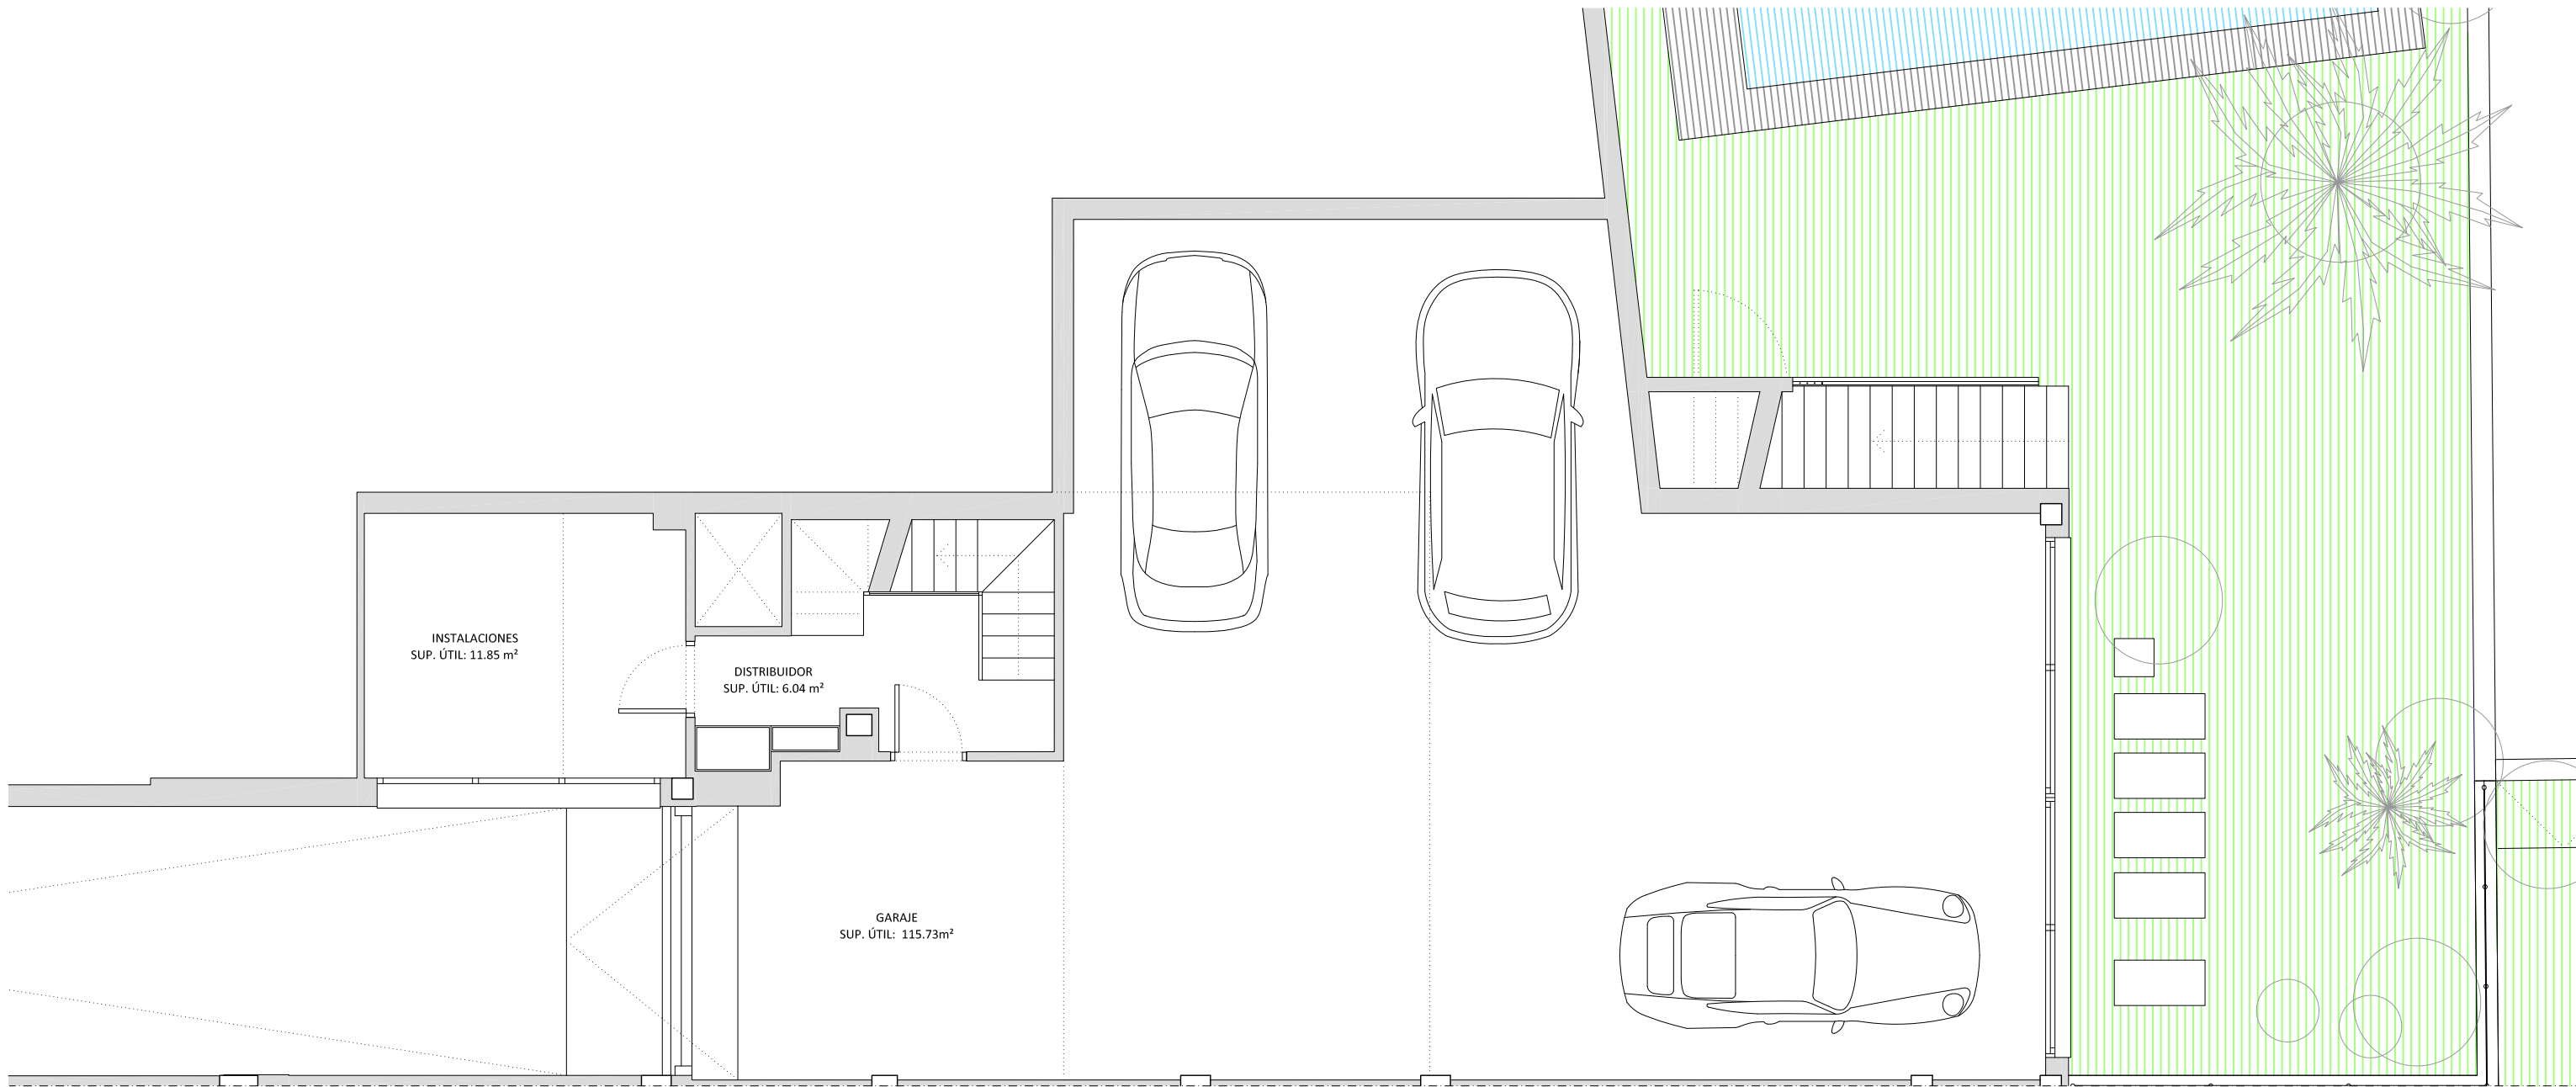 INSTALACIONES
SUP. ÚTIL: 11.85 m²
DISTRIBUIDOR
SUP. ÚTIL: 6.04 m²
GARAJE
SUP. ÚTIL: 115.73m²